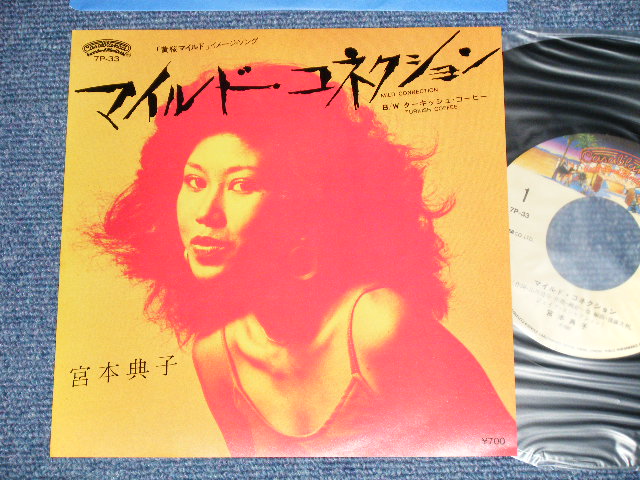 7P-33
「黄桜マイルド」イメージソング
マイルド・コネクション
MILD CONNECTION
B/W ターキッシュ・コーヒー
TURKISH COFFEE
宮本典子
¥700
Casablanca
1
7P-33
マイルド・コネクション
宮本典子